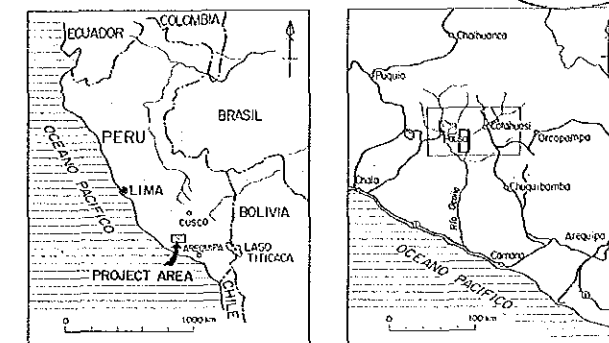 COLOMBIA
ECUADOR
BRASIL
PERU
OCEANO PACIFICO
LIMA
CUSCO
BOLIVIA
AREQUIPA
LAGO
TITICACA
PROJECT AREA
CHILE
0 1000 km
Chalhuanca
Puquio
Cotahuasi
Orcopampa
Chala
Chuquibamba
Río Ocoña
Arequipa
Camana
OCEANO PACIFICO
0 100 km